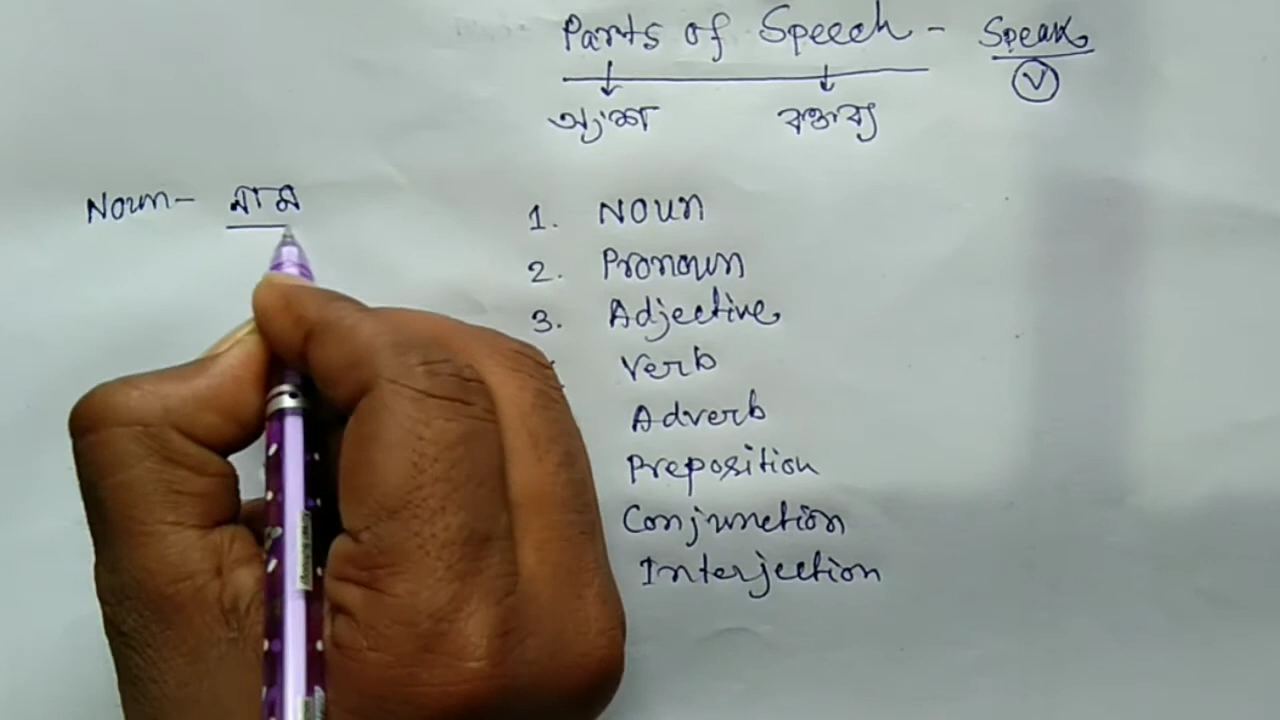 Parts of Speech - Speak
V
অ্যংশ বক্তব্য
Noun- নাম
1. Noun
2. Pronoun
3. Adjective
Verb
Adverb
Preposition
Conjunction
Interjection